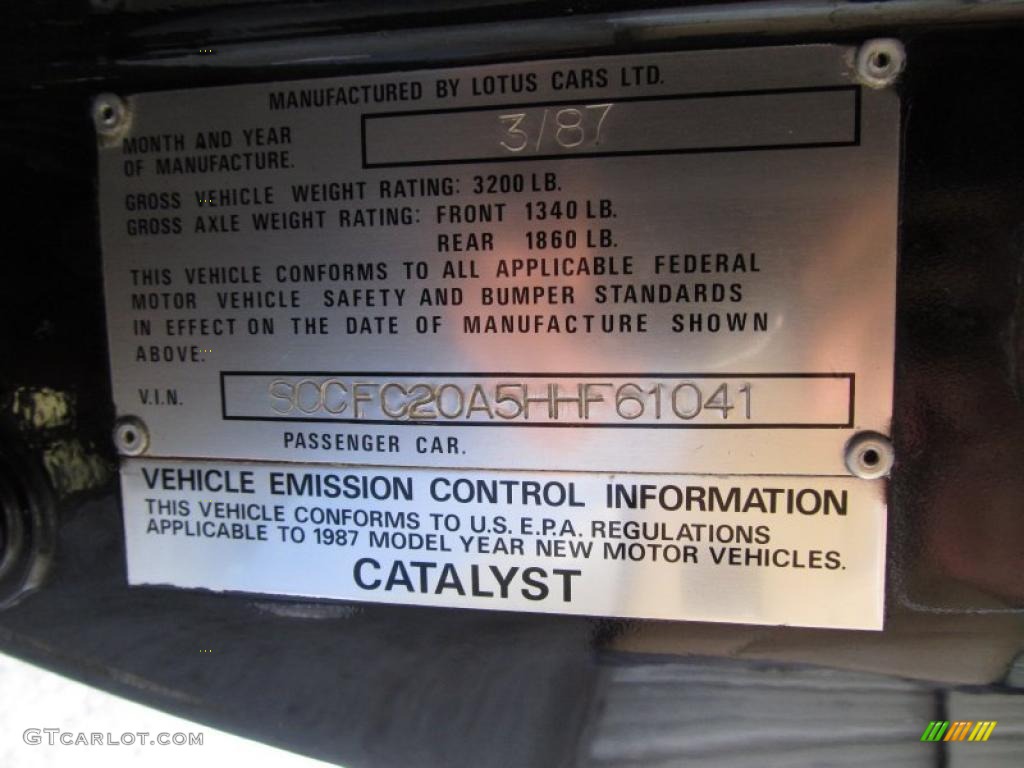 MANUFACTURED BY LOTUS CARS LTD.
MONTH AND YEAR
OF MANUFACTURE.
3/87
GROSS VEHICLE WEIGHT RATING: 3200 LB.
GROSS AXLE WEIGHT RATING: FRONT 1340 LB.
REAR 1860 LB.
THIS VEHICLE CONFORMS TO ALL APPLICABLE FEDERAL
MOTOR VEHICLE SAFETY AND BUMPER STANDARDS
IN EFFECT ON THE DATE OF MANUFACTURE SHOWN
ABOVE:
V.I.N. SOCFC20A5HHF61041
PASSENGER CAR.
VEHICLE EMISSION CONTROL INFORMATION
THIS VEHICLE CONFORMS TO U.S. E.P.A. REGULATIONS
APPLICABLE TO 1987 MODEL YEAR NEW MOTOR VEHICLES.
CATALYST
GTCARLOT.COM